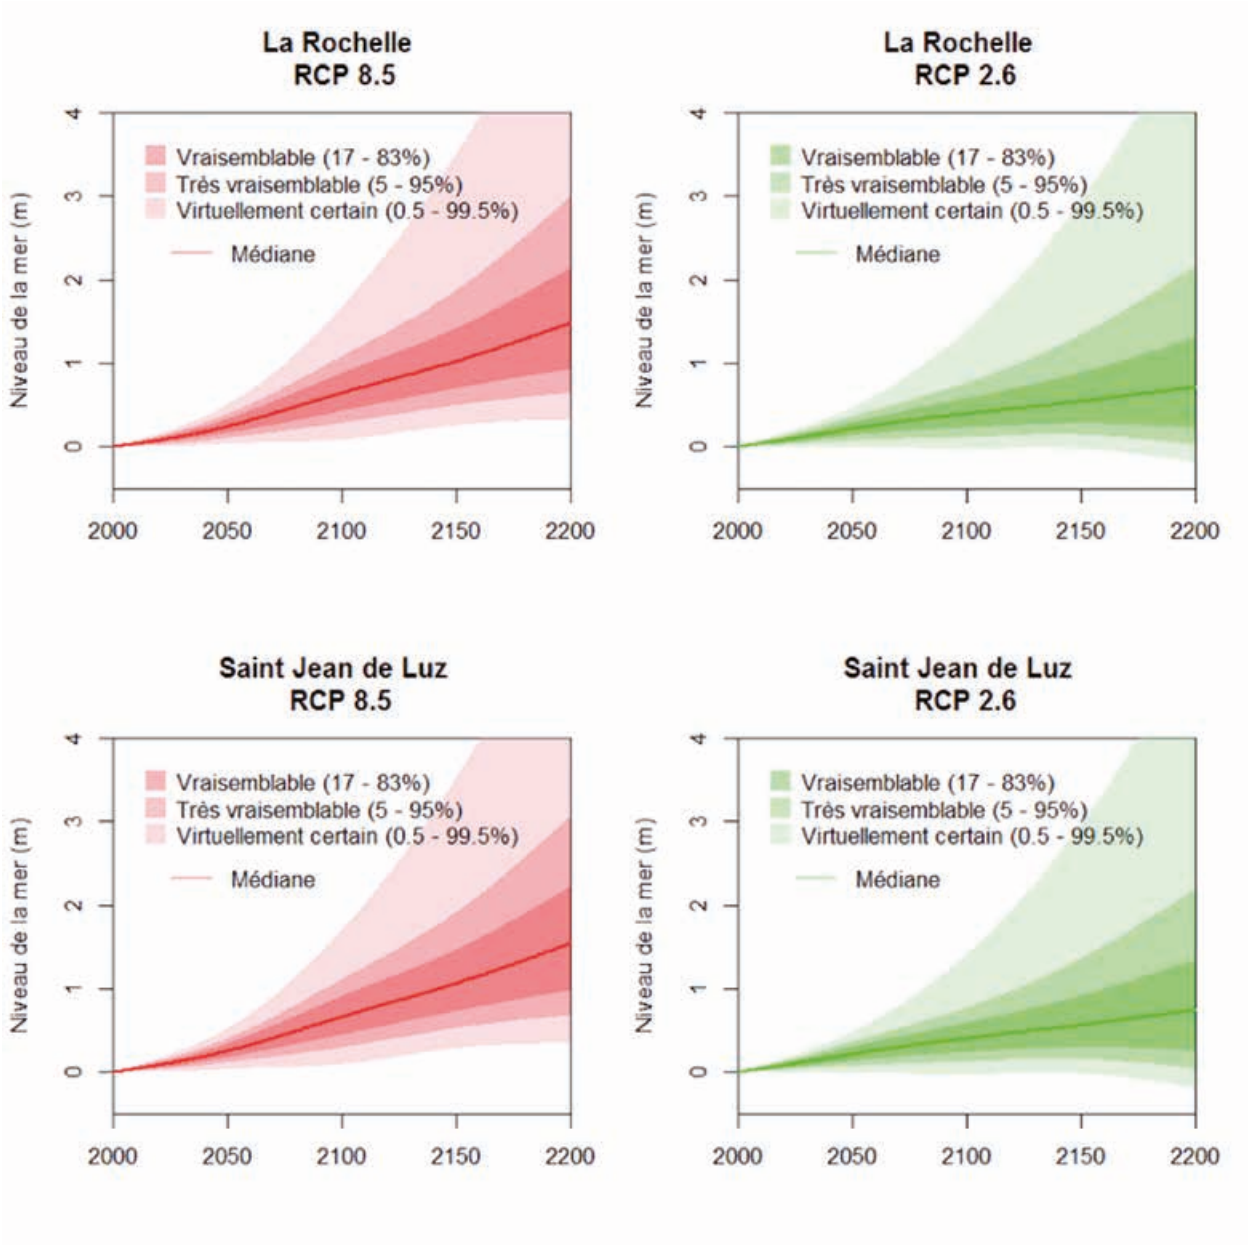 La Rochelle
RCP 8.5
4
3
2
1
0
Niveau de la mer (m)
Vraisemblable (17 - 83%)
Très vraisemblable (5 - 95%)
Virtuellement certain (0.5 - 99.5%)
Médiane
2000 2050 2100 2150 2200
La Rochelle
RCP 2.6
4
3
2
1
0
Niveau de la mer (m)
Vraisemblable (17 - 83%)
Très vraisemblable (5 - 95%)
Virtuellement certain (0.5 - 99.5%)
Médiane
2000 2050 2100 2150 2200
Saint Jean de Luz
RCP 8.5
4
3
2
1
0
Niveau de la mer (m)
Vraisemblable (17 - 83%)
Très vraisemblable (5 - 95%)
Virtuellement certain (0.5 - 99.5%)
Médiane
2000 2050 2100 2150 2200
Saint Jean de Luz
RCP 2.6
4
3
2
1
0
Niveau de la mer (m)
Vraisemblable (17 - 83%)
Très vraisemblable (5 - 95%)
Virtuellement certain (0.5 - 99.5%)
Médiane
2000 2050 2100 2150 2200